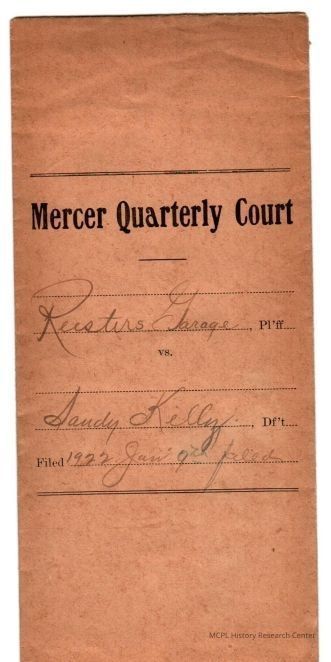 Mercer Quarterly Court
Reisters Garage, Pl'ff
vs.
Sandy Kelly, Df't
Filed 1922 Jan 9th filed
MCPL History Research Center